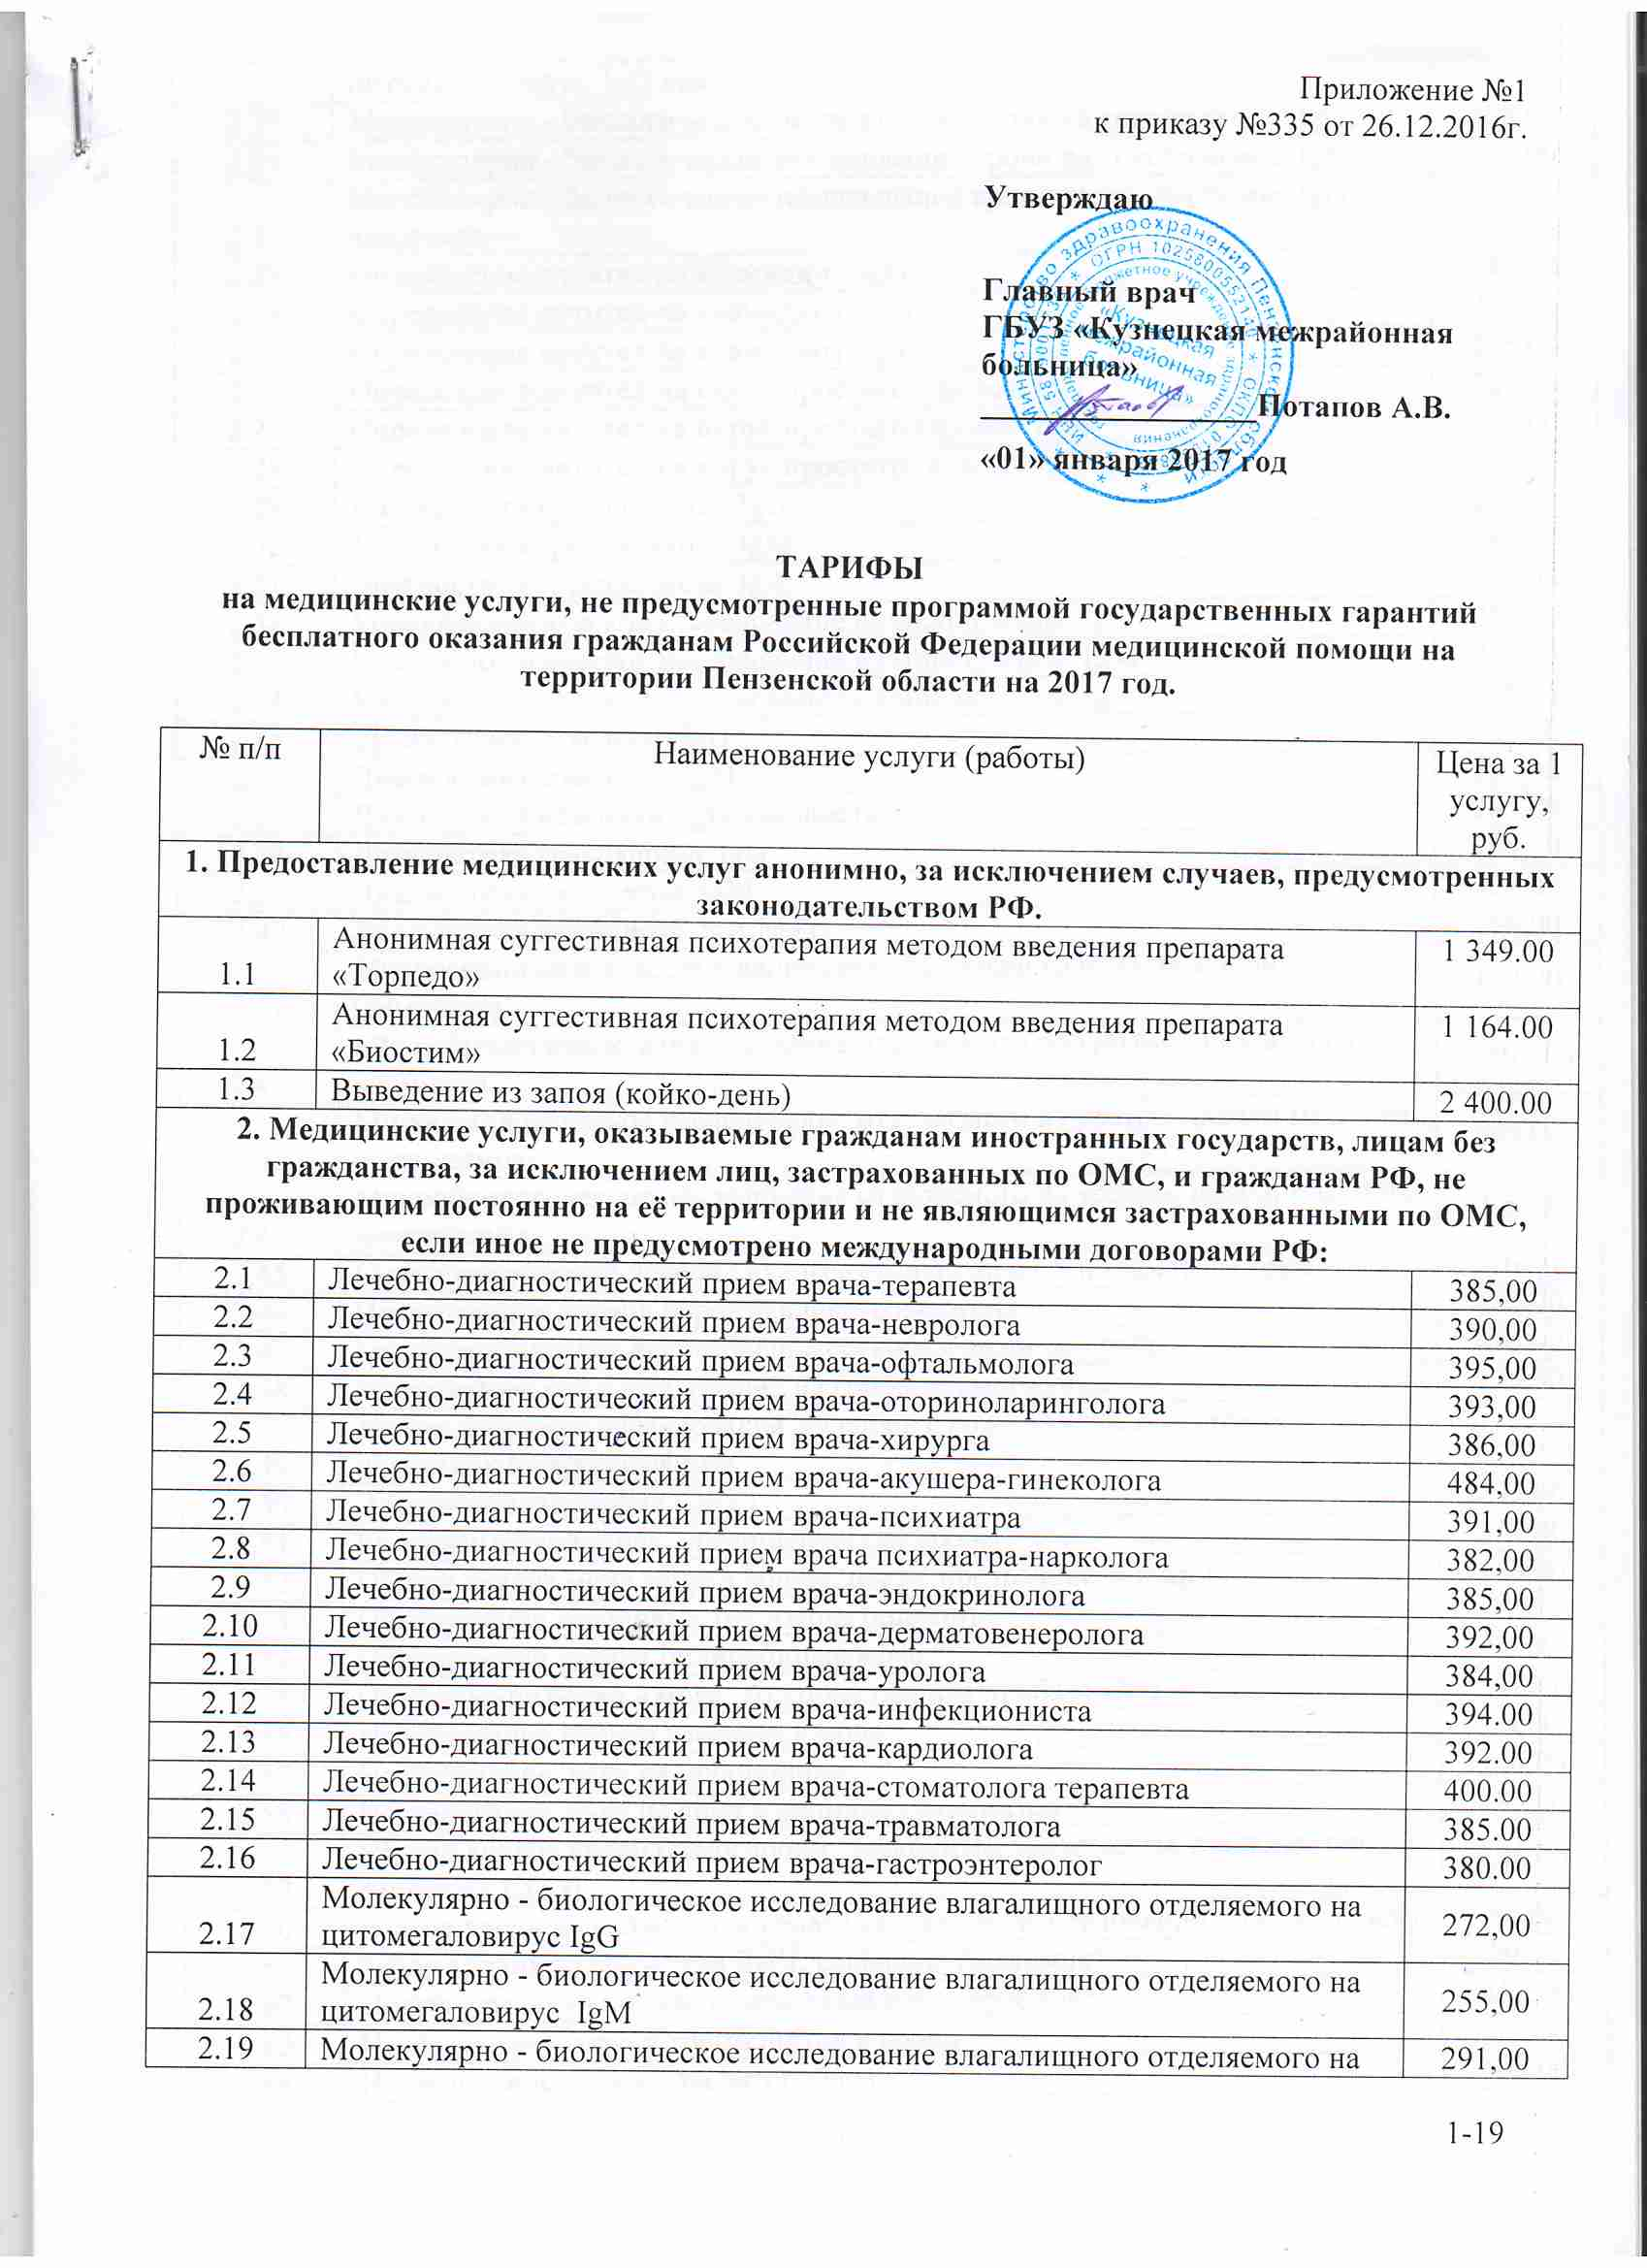 Приложение №1
к приказу №335 от 26.12.2016г.
Утверждаю
Главный врач
ГБУЗ «Кузнецкая межрайонная
больница»
Потапов А.В.
«01» января 2017 год
Министерство здравоохранения Пензенской области
ОГРН 1025800552140
«Кузнецкая
межрайонная
больница»
ТАРИФЫ
на медицинские услуги, не предусмотренные программой государственных гарантий
бесплатного оказания гражданам Российской Федерации медицинской помощи на
территории Пензенской области на 2017 год.
№ п/п Наименование услуги (работы) Цена за 1
услугу,
руб.
1. Предоставление медицинских услуг анонимно, за исключением случаев, предусмотренных
законодательством РФ.
Анонимная суггестивная психотерапия методом введения препарата 1 349.00
1.1 «Торпедо»
Анонимная суггестивная психотерапия методом введения препарата 1 164.00
1.2 «Биостим»
1.3 Выведение из запоя (койко-день) 2 400.00
2. Медицинские услуги, оказываемые гражданам иностранных государств, лицам без
гражданства, за исключением лиц, застрахованных по ОМС, и гражданам РФ, не
проживающим постоянно на её территории и не являющимся застрахованными по ОМС,
если иное не предусмотрено международными договорами РФ:
2.1 Лечебно-диагностический прием врача-терапевта 385,00
2.2 Лечебно-диагностический прием врача-невролога 390,00
2.3 Лечебно-диагностический прием врача-офтальмолога 395,00
2.4 Лечебно-диагностический прием врача-оториноларинголога 393,00
2.5 Лечебно-диагностический прием врача-хирурга 386,00
2.6 Лечебно-диагностический прием врача-акушера-гинеколога 484,00
2.7 Лечебно-диагностический прием врача-психиатра 391,00
2.8 Лечебно-диагностический прием врача психиатра-нарколога 382,00
2.9 Лечебно-диагностический прием врача-эндокринолога 385,00
2.10 Лечебно-диагностический прием врача-дерматовенеролога 392,00
2.11 Лечебно-диагностический прием врача-уролога 384,00
2.12 Лечебно-диагностический прием врача-инфекциониста 394.00
2.13 Лечебно-диагностический прием врача-кардиолога 392.00
2.14 Лечебно-диагностический прием врача-стоматолога терапевта 400.00
2.15 Лечебно-диагностический прием врача-травматолога 385.00
2.16 Лечебно-диагностический прием врача-гастроэнтеролог 380.00
Молекулярно - биологическое исследование влагалищного отделяемого на
2.17 цитомегаловирус IgG 272,00
Молекулярно - биологическое исследование влагалищного отделяемого на
2.18 цитомегаловирус IgM 255,00
2.19 Молекулярно - биологическое исследование влагалищного отделяемого на 291,00
1-19